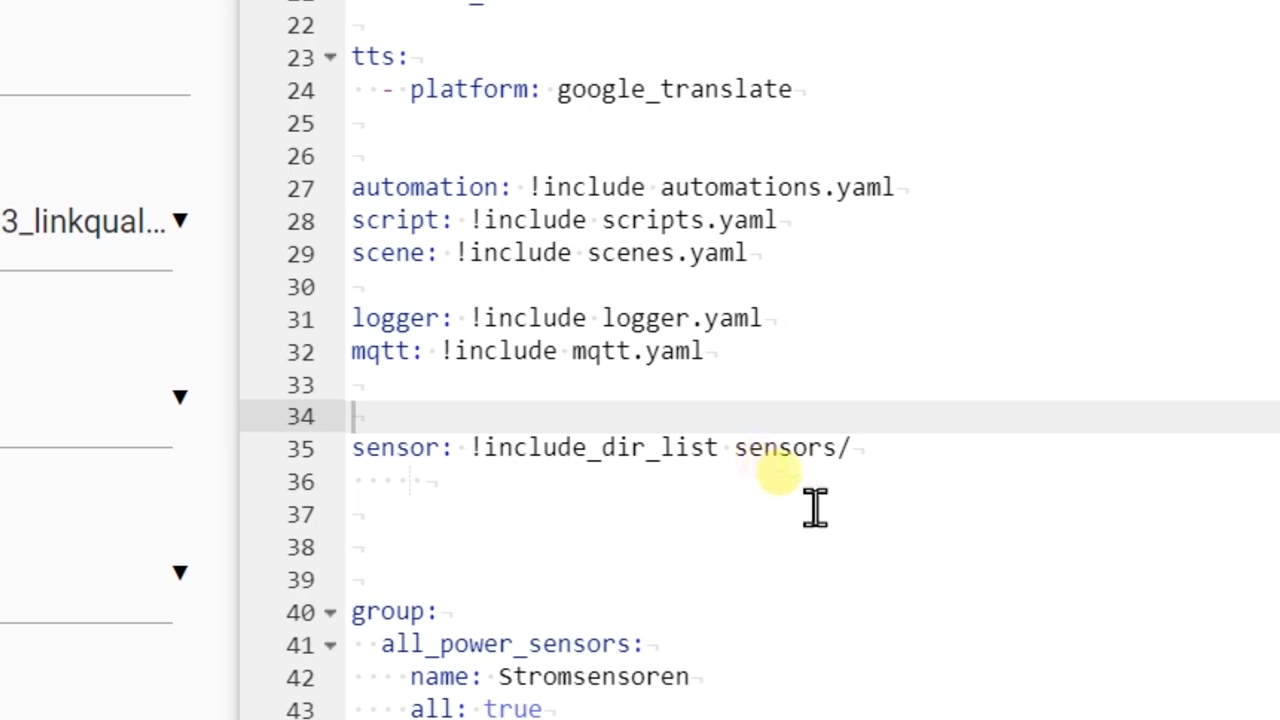 22
23 tts:
24 - platform: google_translate
25
26
27 automation: !include automations.yaml
3_linkqual...
28 script: !include scripts.yaml
29 scene: !include scenes.yaml
30
31 logger: !include logger.yaml
32 mqtt: !include mqtt.yaml
33
34
35 sensor: !include_dir_list sensors/
36
37
38
39
40 group:
41 all_power_sensors:
42 name: Stromsensoren
43 all: true